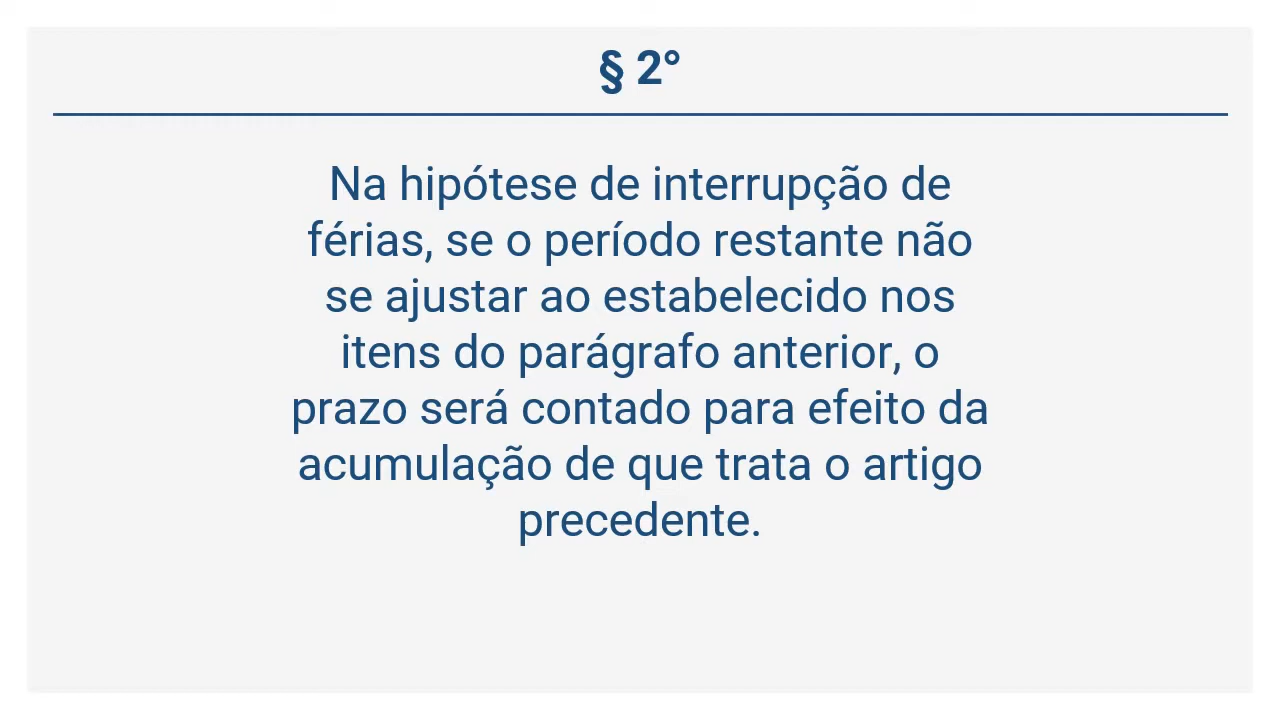 § 2°
Na hipótese de interrupção de
férias, se o período restante não
se ajustar ao estabelecido nos
itens do parágrafo anterior, o
prazo será contado para efeito da
acumulação de que trata o artigo
precedente.